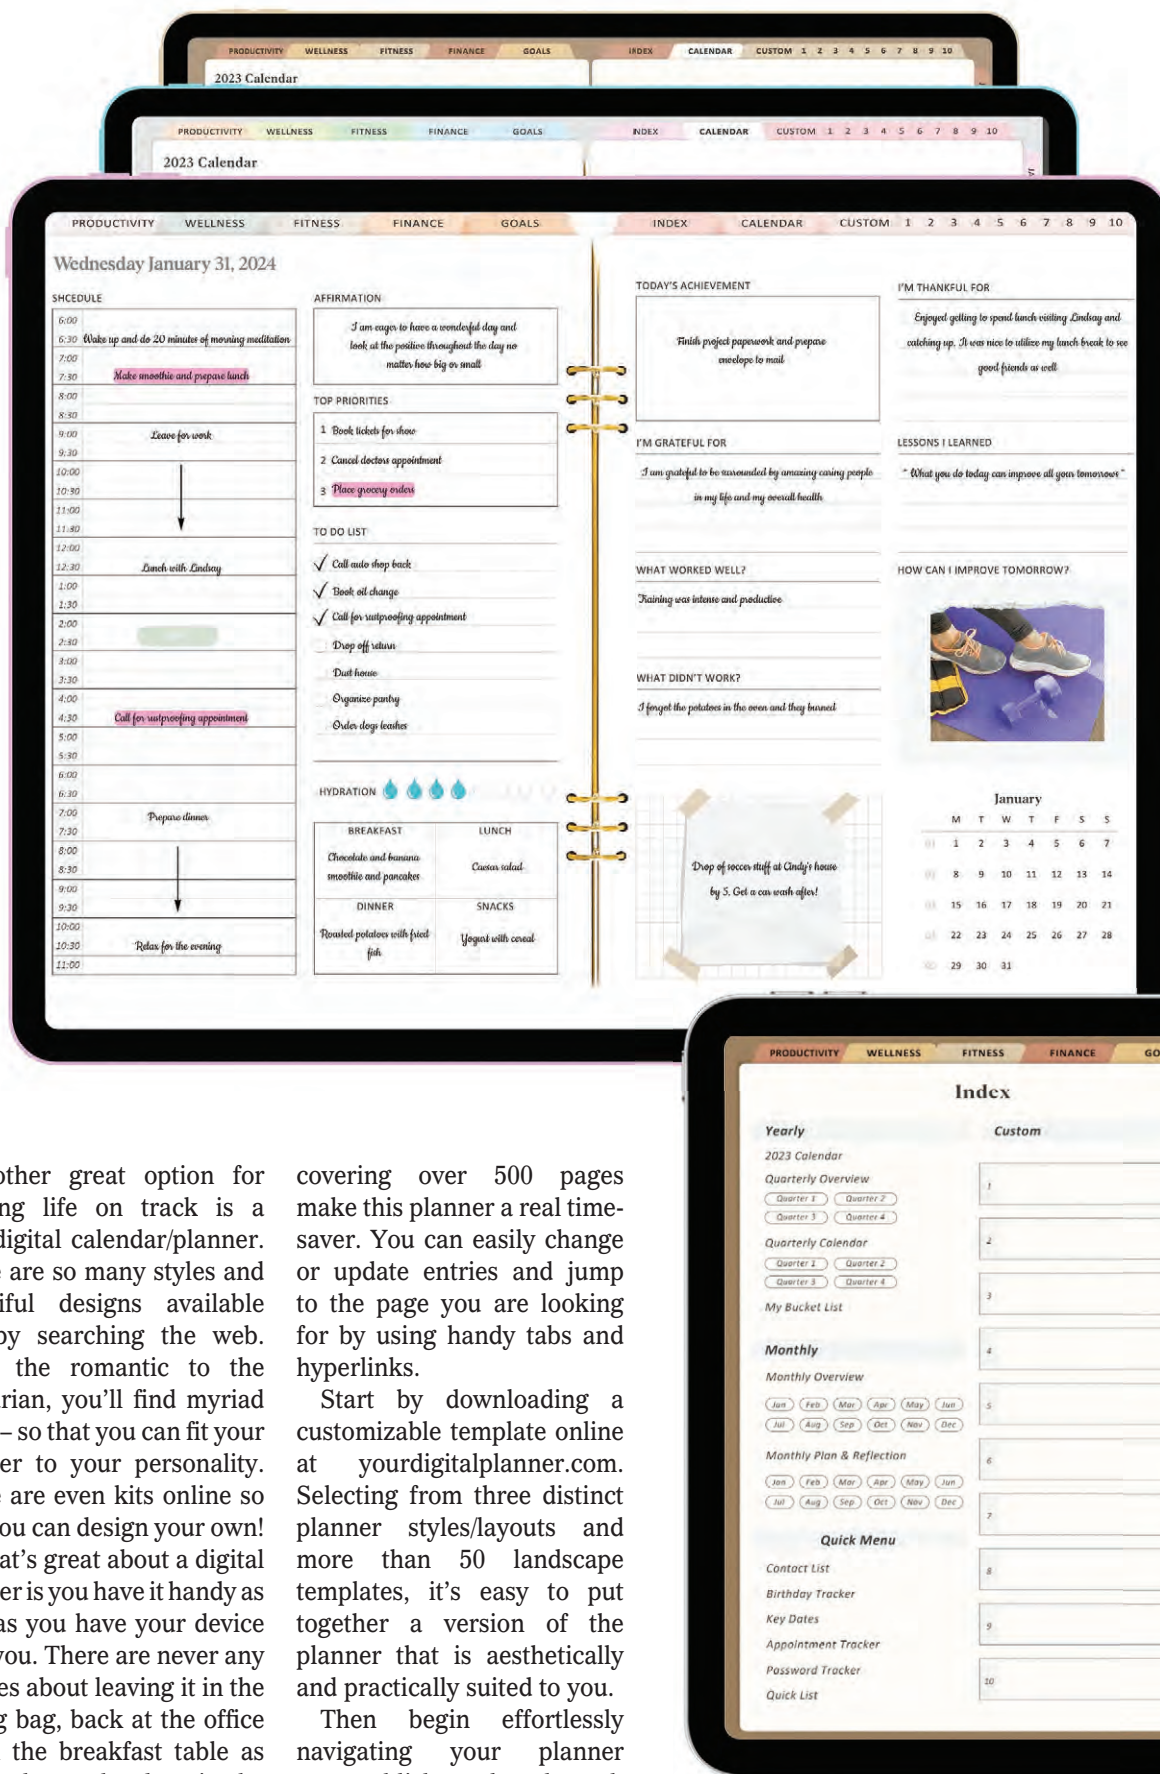 PRODUCTIVITY WELLNESS FITNESS FINANCE GOALS INDEX CALENDAR CUSTOM 1 2 3 4 5 6 7 8 9 10
2023 Calendar
PRODUCTIVITY WELLNESS FITNESS FINANCE GOALS INDEX CALENDAR CUSTOM 1 2 3 4 5 6 7 8 9 10
2023 Calendar
PRODUCTIVITY WELLNESS FITNESS FINANCE GOALS INDEX CALENDAR CUSTOM 1 2 3 4 5 6 7 8 9 10
Wednesday January 31, 2024
SHCEDULE
6:00
6:30 Wake up and do 20 minutes of morning meditation
7:00
7:30 Make smoothie and prepare lunch
8:00
8:30
9:00 Leave for work
9:30
10:00
10:30
11:00
11:30
12:00
12:30 Lunch with Lindsay
1:00
1:30
2:00
2:30
3:00
3:30
4:00
4:30 Call for rustproofing appointment
5:00
5:30
6:00
6:30
7:00 Prepare dinner
7:30
8:00
8:30
9:00
9:30
10:00
10:30 Relax for the evening
11:00
AFFIRMATION
I am eager to have a wonderful day and
look at the positive throughout the day no
matter how big or small
TOP PRIORITIES
1 Book tickets for show
2 Cancel doctors appointment
3 Place grocery orders
TO DO LIST
Call auto shop back
Book oil change
Call for rustproofing appointment
Drop off return
Dust house
Organize pantry
Order dogs leashes
HYDRATION
BREAKFAST
Chocolate and banana
smoothie and pancakes
LUNCH
Caesar salad
DINNER
Roasted potatoes with fried
fish
SNACKS
Yogurt with cereal
TODAY'S ACHIEVEMENT
Finish project paperwork and prepare
envelope to mail
I'M GRATEFUL FOR
I am grateful to be surrounded by amazing caring people
in my life and my overall health
WHAT WORKED WELL?
Training was intense and productive
WHAT DIDN'T WORK?
I forgot the potatoes in the oven and they burned
Drop of soccer stuff at Cindy's house
by 5. Get a car wash after!
I'M THANKFUL FOR
Enjoyed getting to spend lunch visiting Lindsay and
catching up. It was nice to utilize my lunch break to see
good friends as well
LESSONS I LEARNED
"What you do today can improve all your tomorrows"
HOW CAN I IMPROVE TOMORROW?
January
M T W T F S S
1 2 3 4 5 6 7
8 9 10 11 12 13 14
15 16 17 18 19 20 21
22 23 24 25 26 27 28
29 30 31
other great option for
ing life on track is a
digital calendar/planner.
e are so many styles and
iful designs available
by searching the web.
the romantic to the
arian, you'll find myriad
– so that you can fit your
er to your personality.
e are even kits online so
ou can design your own!
at's great about a digital
er is you have it handy as
as you have your device
you. There are never any
es about leaving it in the
g bag, back at the office
the breakfast table as
covering over 500 pages
make this planner a real time-
saver. You can easily change
or update entries and jump
to the page you are looking
for by using handy tabs and
hyperlinks.
Start by downloading a
customizable template online
at yourdigitalplanner.com.
Selecting from three distinct
planner styles/layouts and
more than 50 landscape
templates, it's easy to put
together a version of the
planner that is aesthetically
and practically suited to you.
Then begin effortlessly
navigating your planner
PRODUCTIVITY WELLNESS FITNESS FINANCE GO
Index
Yearly
2023 Calendar
Quarterly Overview
Quarter 1 Quarter 2
Quarter 3 Quarter 4
Quarterly Calendar
Quarter 1 Quarter 2
Quarter 3 Quarter 4
My Bucket List
Monthly
Monthly Overview
Jan Feb Mar Apr May Jun
Jul Aug Sep Oct Nov Dec
Monthly Plan & Reflection
Jan Feb Mar Apr May Jun
Jul Aug Sep Oct Nov Dec
Quick Menu
Contact List
Birthday Tracker
Key Dates
Appointment Tracker
Password Tracker
Quick List
Custom
1
2
3
4
5
6
7
8
9
10